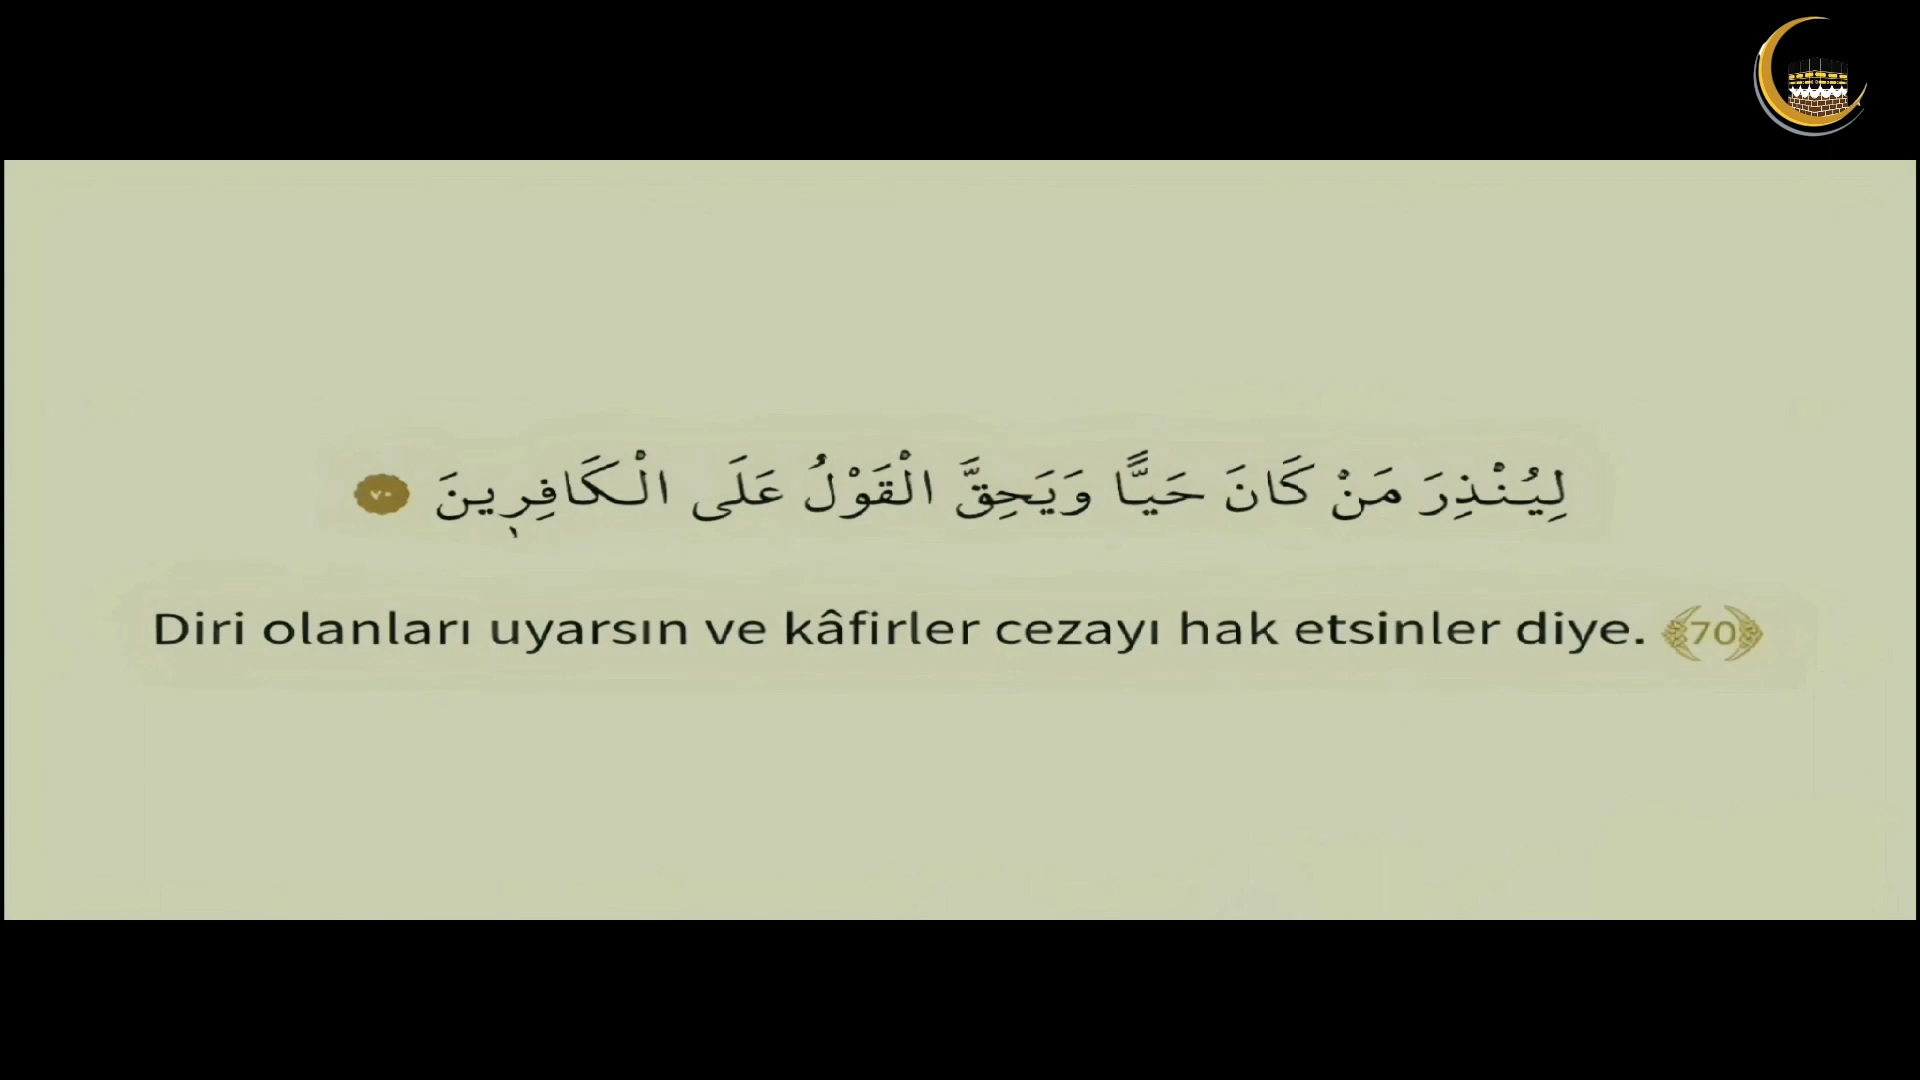 لِيُنْذِرَ مَنْ كَانَ حَيًّا وَيَحِقَّ الْقَوْلُ عَلَى الْكَافِرٖينَ ٧٠
Diri olanları uyarsın ve kâfirler cezayı hak etsinler diye. 70